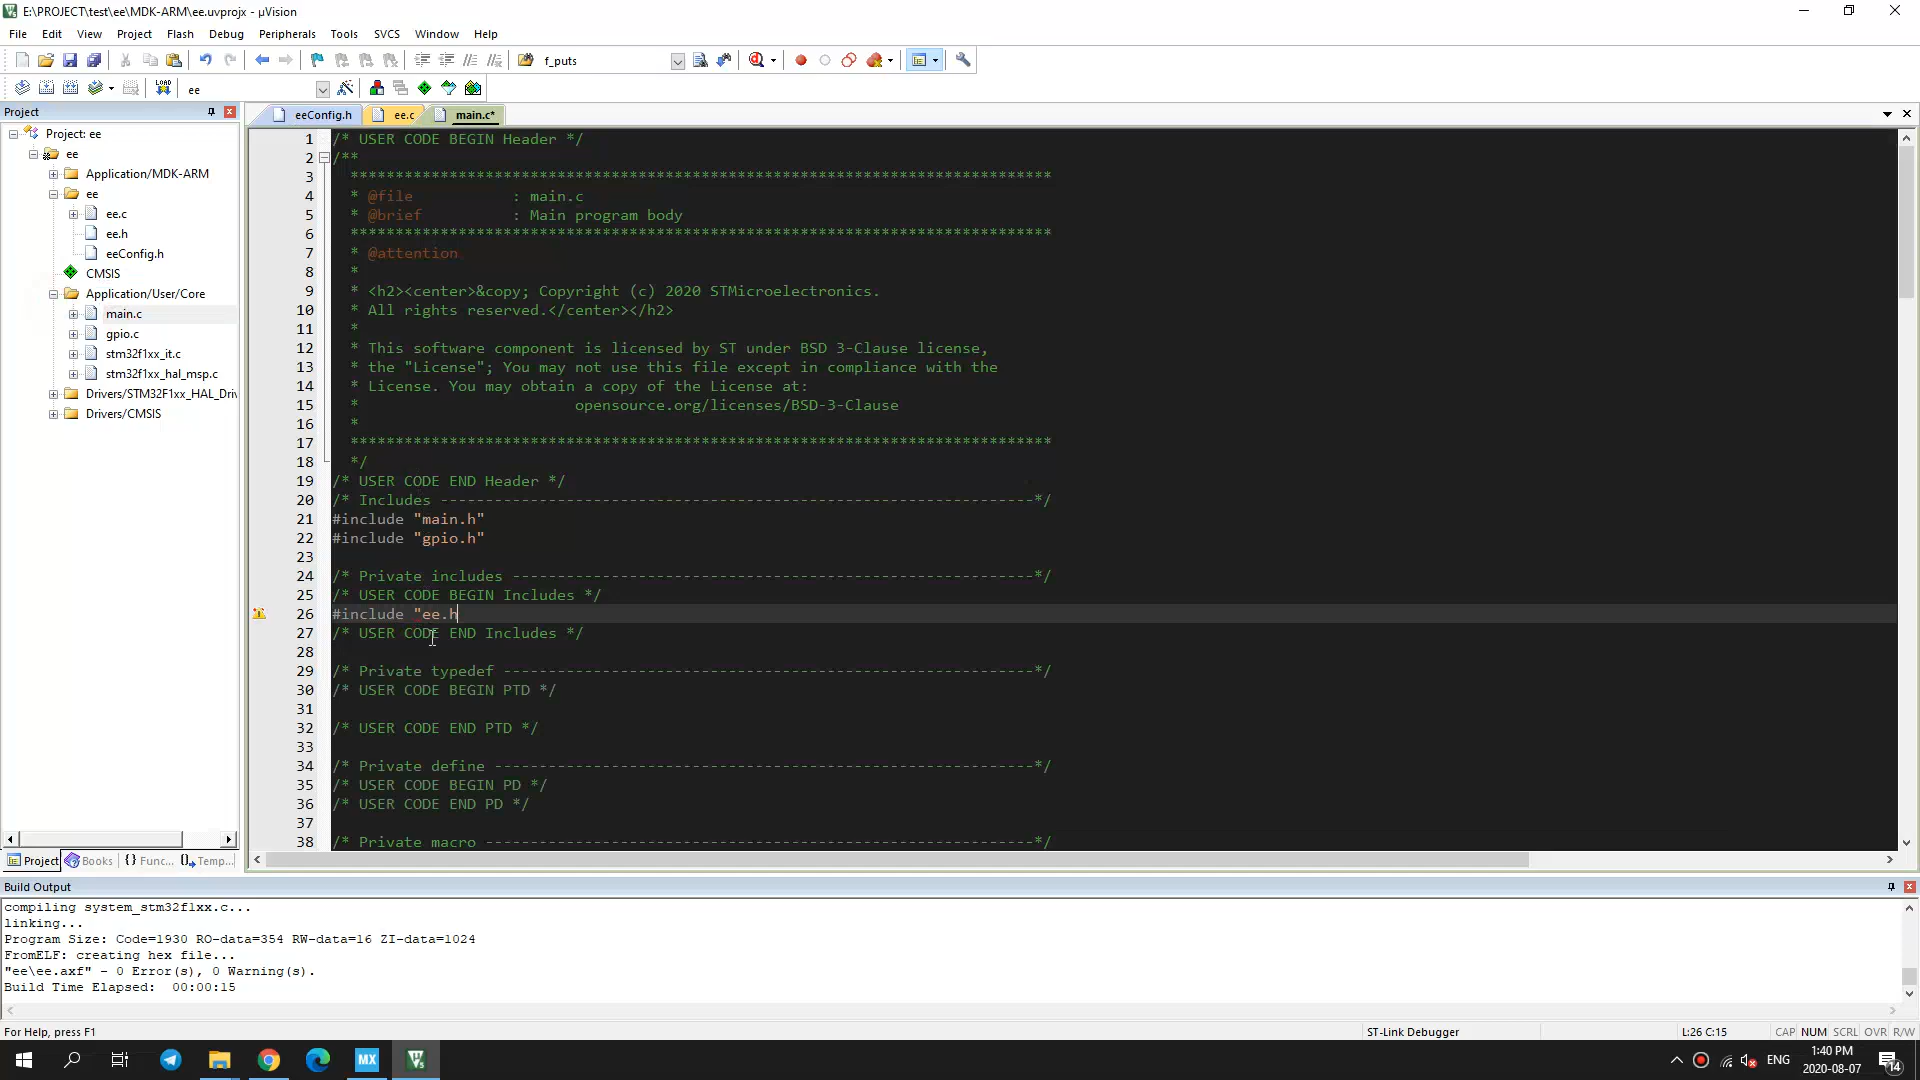 E:\PROJECT\test\ee\MDK-ARM\ee.uvprojx - µVision
File Edit View Project Flash Debug Peripherals Tools SVCS Window Help
f_puts
LOAD ee
Project
eeConfig.h ee.c main.c*
Project: ee
ee
Application/MDK-ARM
ee
ee.c
ee.h
eeConfig.h
CMSIS
Application/User/Core
main.c
gpio.c
stm32f1xx_it.c
stm32f1xx_hal_msp.c
Drivers/STM32F1xx_HAL_Driv
Drivers/CMSIS
Project Books {} Func... Temp...
1 /* USER CODE BEGIN Header */
2 /**
3 ******************************************************************************
4 * @file : main.c
5 * @brief : Main program body
6 ******************************************************************************
7 * @attention
8 *
9 * <h2><center>&copy; Copyright (c) 2020 STMicroelectronics.
10 * All rights reserved.</center></h2>
11 *
12 * This software component is licensed by ST under BSD 3-Clause license,
13 * the "License"; You may not use this file except in compliance with the
14 * License. You may obtain a copy of the License at:
15 * opensource.org/licenses/BSD-3-Clause
16 *
17 ******************************************************************************
18 */
19 /* USER CODE END Header */
20 /* Includes ------------------------------------------------------------------*/
21 #include "main.h"
22 #include "gpio.h"
23
24 /* Private includes ----------------------------------------------------------*/
25 /* USER CODE BEGIN Includes */
26 #include "ee.h
27 /* USER CODE END Includes */
28
29 /* Private typedef -----------------------------------------------------------*/
30 /* USER CODE BEGIN PTD */
31
32 /* USER CODE END PTD */
33
34 /* Private define ------------------------------------------------------------*/
35 /* USER CODE BEGIN PD */
36 /* USER CODE END PD */
37
38 /* Private macro -------------------------------------------------------------*/
Build Output
compiling system_stm32f1xx.c...
linking...
Program Size: Code=1930 RO-data=354 RW-data=16 ZI-data=1024
FromELF: creating hex file...
"ee\ee.axf" - 0 Error(s), 0 Warning(s).
Build Time Elapsed:  00:00:15
For Help, press F1 ST-Link Debugger L:26 C:15 CAP NUM SCRL OVR R/W
MX ENG 1:40 PM
2020-08-07 14